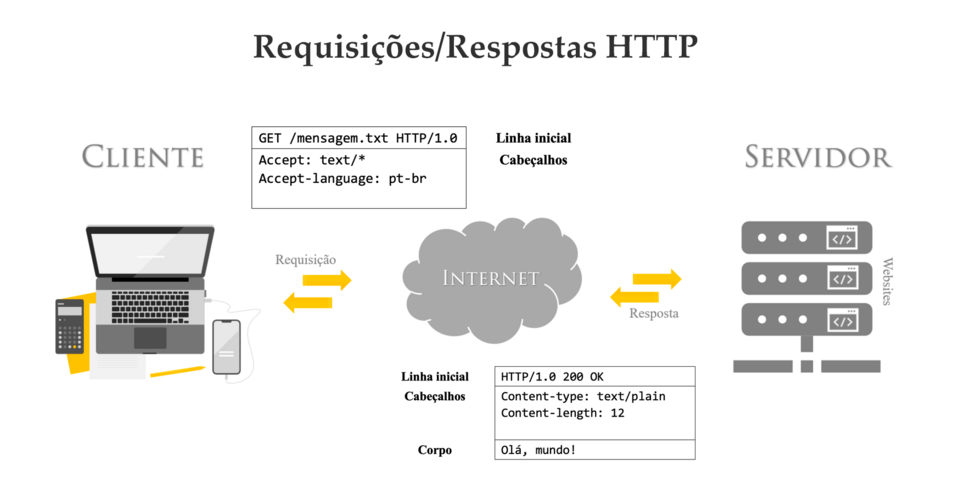 Requisições/Respostas HTTP
CLIENTE
GET /mensagem.txt HTTP/1.0
Linha inicial
Accept: text/*
Cabeçalhos
Accept-language: pt-br
SERVIDOR
Requisição
INTERNET
</>
</>
</>
Websites
Resposta
Linha inicial
HTTP/1.0 200 OK
Cabeçalhos
Content-type: text/plain
Content-length: 12
Corpo
Olá, mundo!